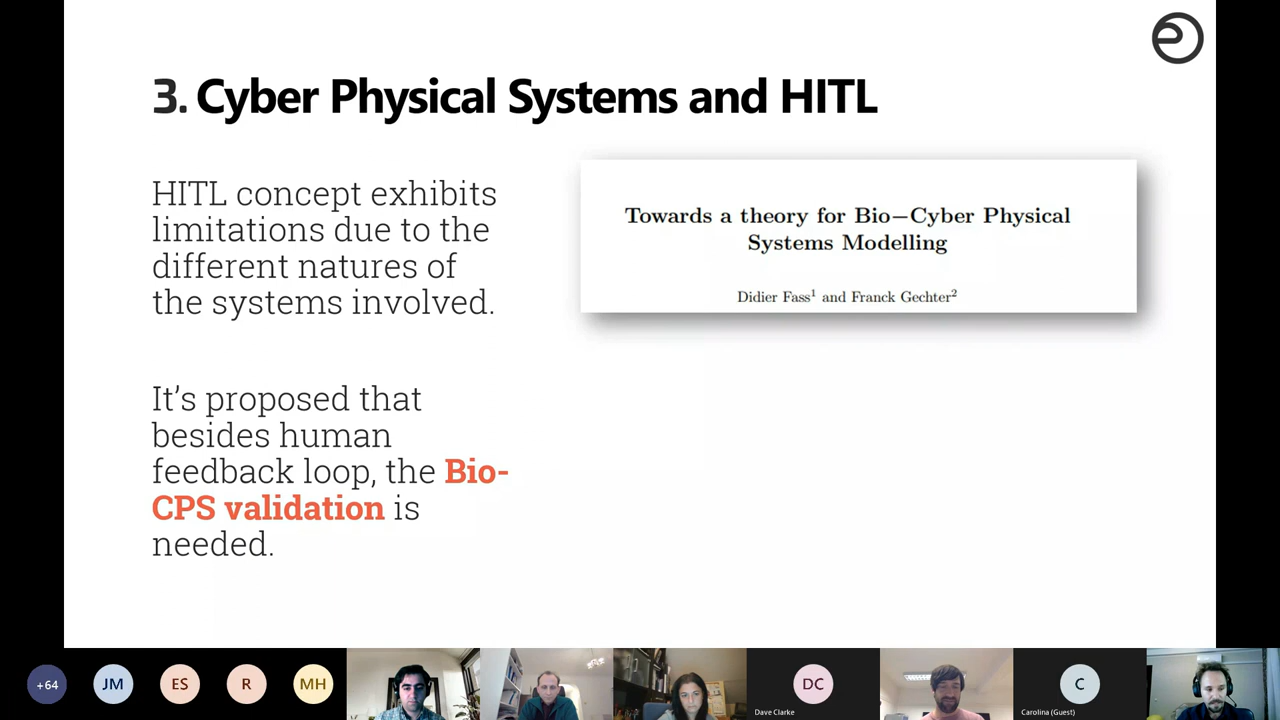 3. Cyber Physical Systems and HITL
HITL concept exhibits
limitations due to the
different natures of
the systems involved.
It's proposed that
besides human
feedback loop, the Bio-
CPS validation is
needed.
Towards a theory for Bio−Cyber Physical
Systems Modelling
Didier Fass1 and Franck Gechter2
+64
JM
ES
R
MH
DC
Dave Clarke
C
Carolina (Guest)